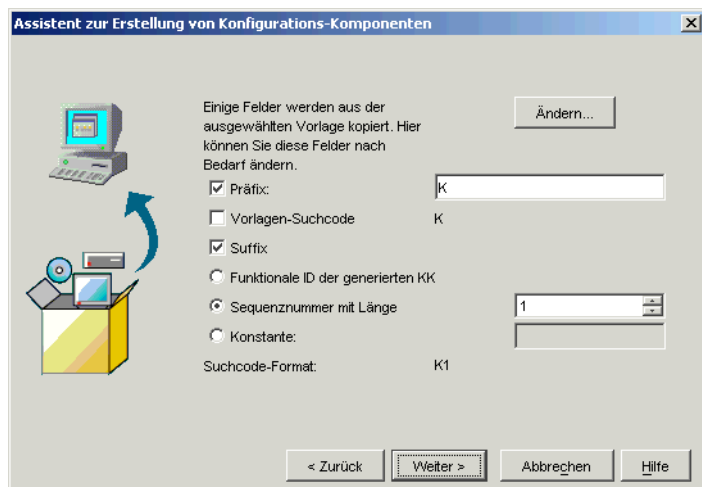 Assistent zur Erstellung von Konfigurations-Komponenten
Einige Felder werden aus der
ausgewählten Vorlage kopiert. Hier
können Sie diese Felder nach
Bedarf ändern.
Ändern...
Präfix:
K
Vorlagen-Suchcode
K
Suffix
Funktionale ID der generierten KK
Sequenznummer mit Länge
1
Konstante:
Suchcode-Format:
K1
< Zurück
Weiter >
Abbrechen
Hilfe